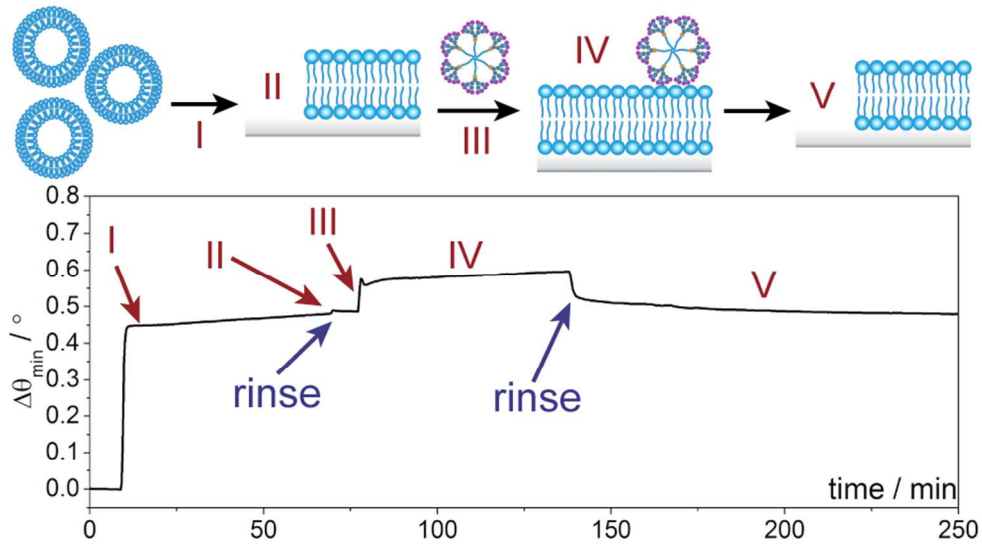 I
II
III
IV
V
0.8
0.7
0.6
0.5
0.4
0.3
0.2
0.1
0.0
Δθmin / °
I
II
III
IV
V
rinse
rinse
time / min
0
50
100
150
200
250